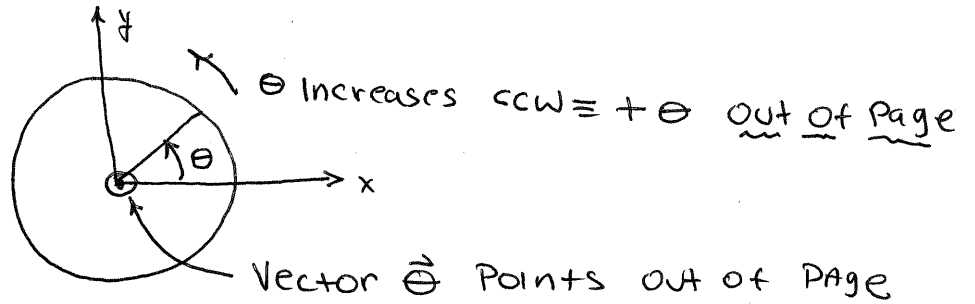 y
θ Increases CCW ≡ + θ Out of Page
θ
x
Vector θ⃗ Points Out of Page